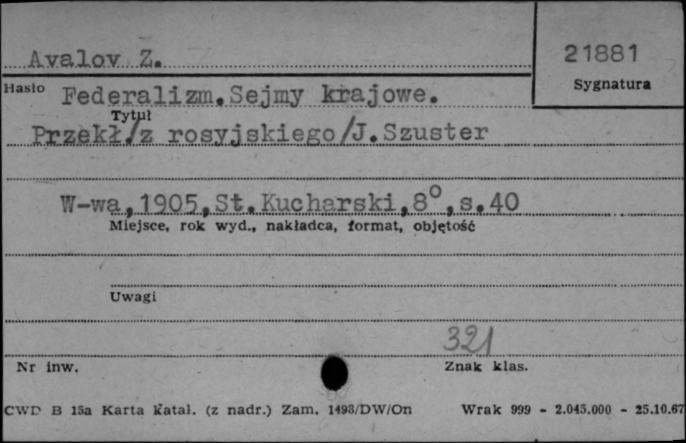 Avalov Z.
21881
Hasło
Sygnatura
Federalizm.Sejmy krajowe.
Tytuł
Przekł./z rosyjskiego/J.Szuster
W-wa,1905,St.Kucharski,8°,s.40
Miejsce, rok wyd., nakładca, format, objętość
Uwagi
321
Nr inw.
Znak klas.
CWD B 15a Karta katal. (z nadr.) Zam. 1493/DW/On Wrak 999 - 2.045.000 - 25.10.67